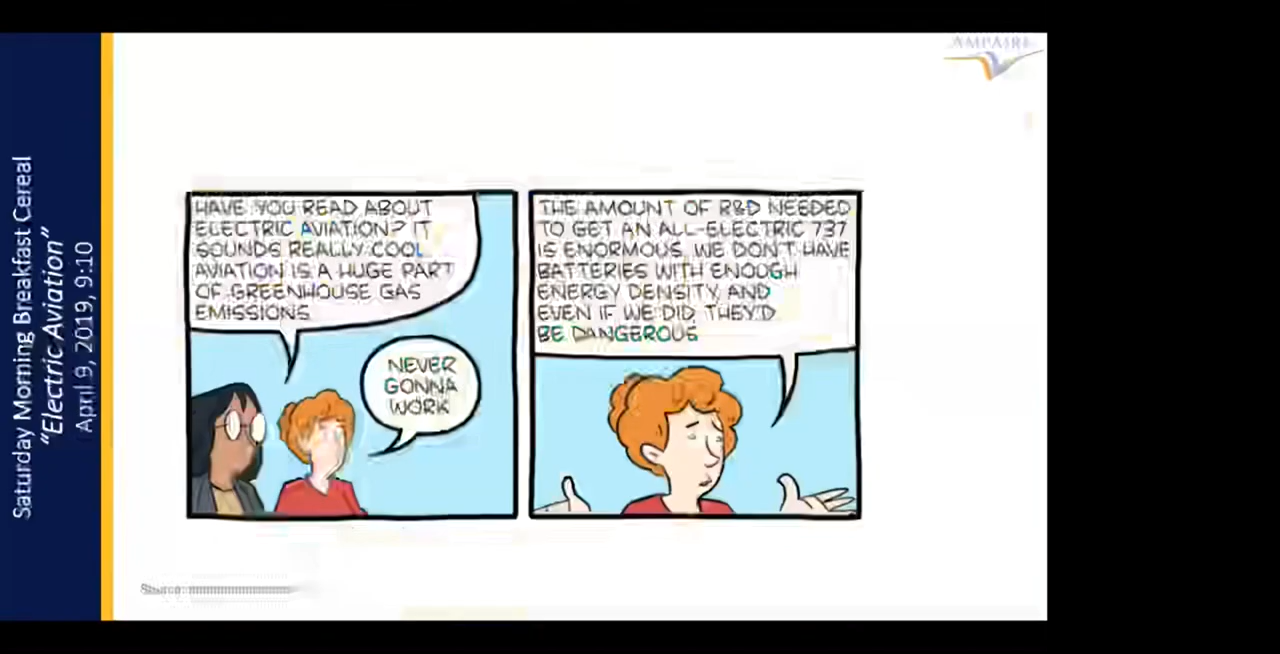 Saturday Morning Breakfast Cereal
"Electric Aviation"
April 9, 2019, 9:10
AMPAIRE
HAVE YOU READ ABOUT
ELECTRIC AVIATION? IT
SOUNDS REALLY COOL
AVIATION IS A HUGE PART
OF GREENHOUSE GAS
EMISSIONS
NEVER
GONNA
WORK
THE AMOUNT OF R&D NEEDED
TO GET AN ALL-ELECTRIC 737
IS ENORMOUS. WE DON'T HAVE
BATTERIES WITH ENOUGH
ENERGY DENSITY, AND
EVEN IF WE DID, THEY'D
BE DANGEROUS
Source: